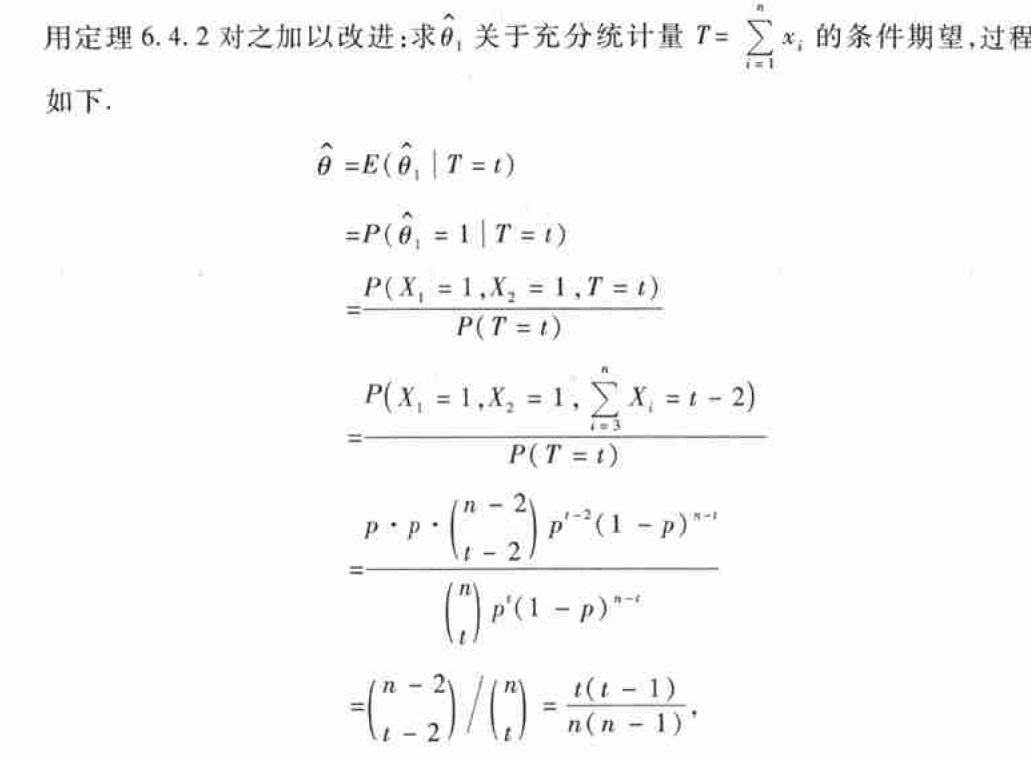 用定理 6.4.2 对之加以改进:求 $\hat{\theta}_1$ 关于充分统计量 $T=\sum_{i=1}^{n} x_i$ 的条件期望,过程
如下.
$\hat{\theta} = E(\hat{\theta}_1 \mid T = t)$
$= P(\hat{\theta}_1 = 1 \mid T = t)$
$= \frac{P(X_1 = 1, X_2 = 1, T = t)}{P(T = t)}$
$= \frac{P(X_1 = 1, X_2 = 1, \sum_{i=3}^{n} X_i = t - 2)}{P(T = t)}$
$= \frac{p \cdot p \cdot \binom{n-2}{t-2} p^{t-2}(1-p)^{n-t}}{\binom{n}{t} p^t (1-p)^{n-t}}$
$= \binom{n-2}{t-2} \Big/ \binom{n}{t} = \frac{t(t-1)}{n(n-1)},$